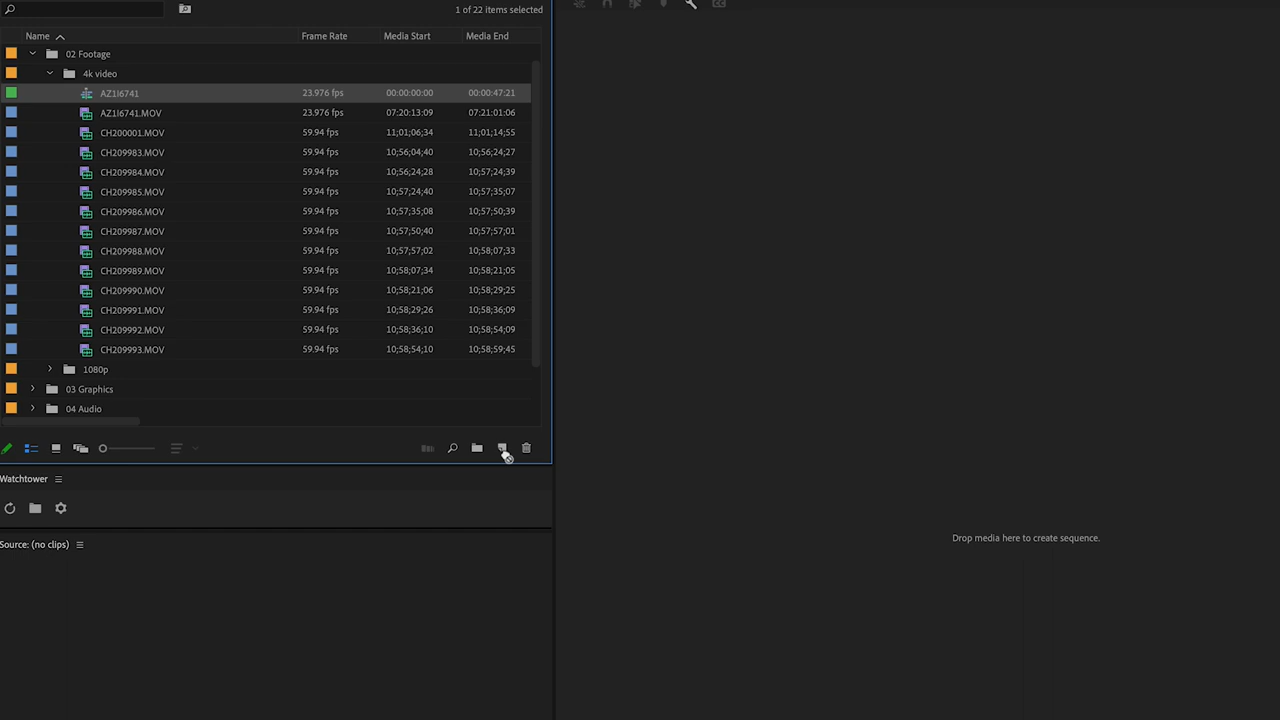 1 of 22 items selected
Name Frame Rate Media Start Media End
02 Footage
4k video
AZ1I6741 23.976 fps 00:00:00:00 00:00:47:21
AZ1I6741.MOV 23.976 fps 07:20:13:09 07:21:01:06
CH200001.MOV 59.94 fps 11;01;06;34 11;01;14;55
CH209983.MOV 59.94 fps 10;56;04;40 10;56;24;27
CH209984.MOV 59.94 fps 10;56;24;28 10;57;24;39
CH209985.MOV 59.94 fps 10;57;24;40 10;57;35;07
CH209986.MOV 59.94 fps 10;57;35;08 10;57;50;39
CH209987.MOV 59.94 fps 10;57;50;40 10;57;57;01
CH209988.MOV 59.94 fps 10;57;57;02 10;58;07;33
CH209989.MOV 59.94 fps 10;58;07;34 10;58;21;05
CH209990.MOV 59.94 fps 10;58;21;06 10;58;29;25
CH209991.MOV 59.94 fps 10;58;29;26 10;58;36;09
CH209992.MOV 59.94 fps 10;58;36;10 10;58;54;09
CH209993.MOV 59.94 fps 10;58;54;10 10;58;59;45
1080p
03 Graphics
04 Audio
Watchtower
Source: (no clips)
Drop media here to create sequence.